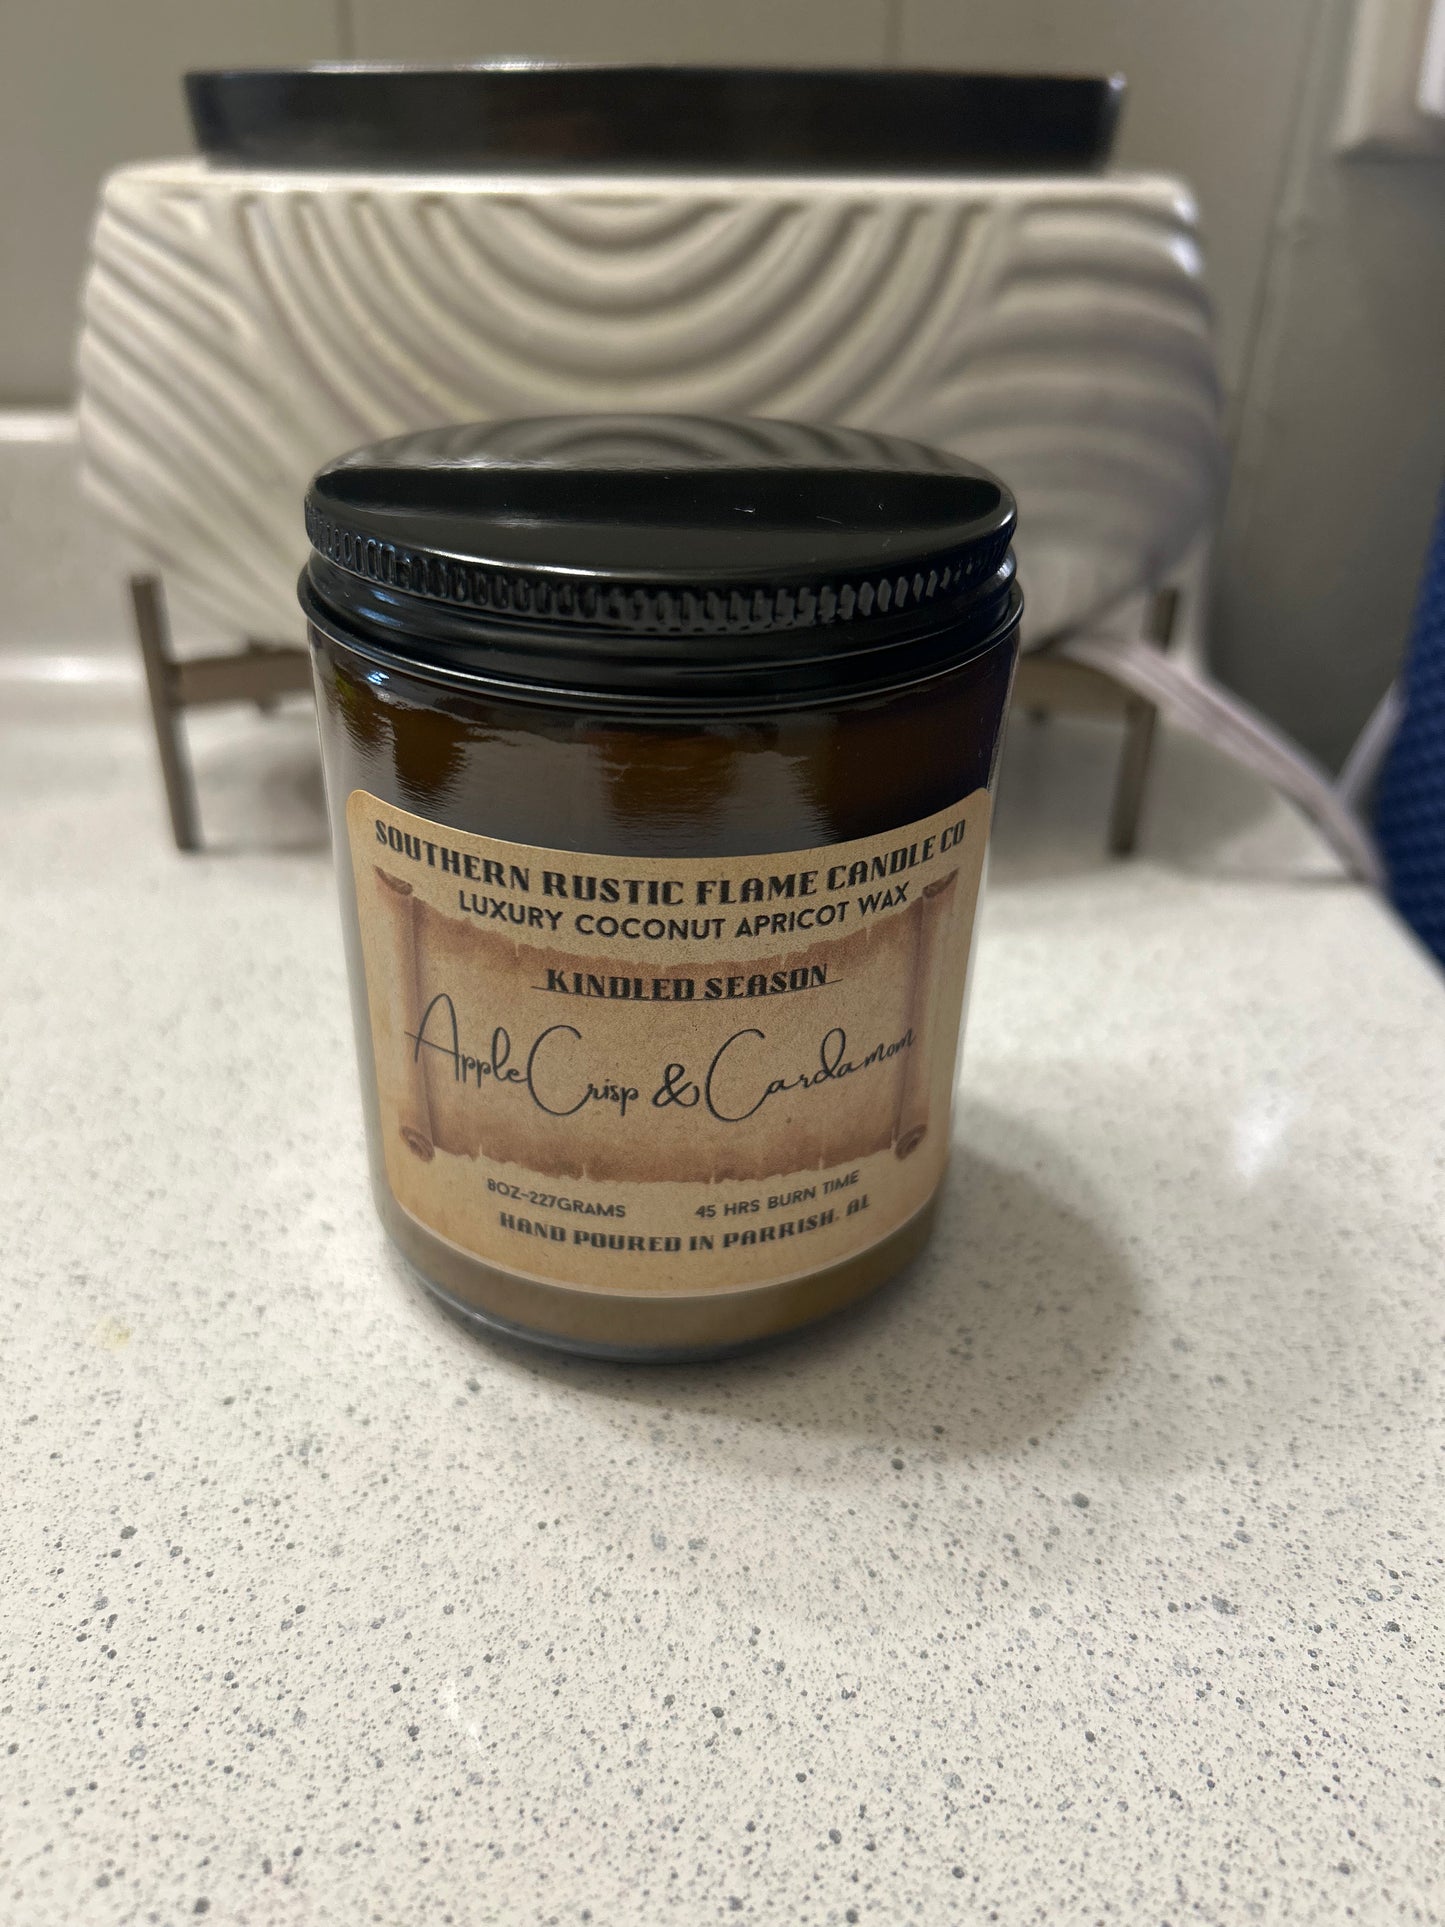 SOUTHERN RUSTIC FLAME CANDLE CO
LUXURY COCONUT APRICOT WAX
KINDLED SEASON
Apple Crisp & Cardamom
8OZ-227GRAMS 45 HRS BURN TIME
HAND POURED IN PARRISH, AL